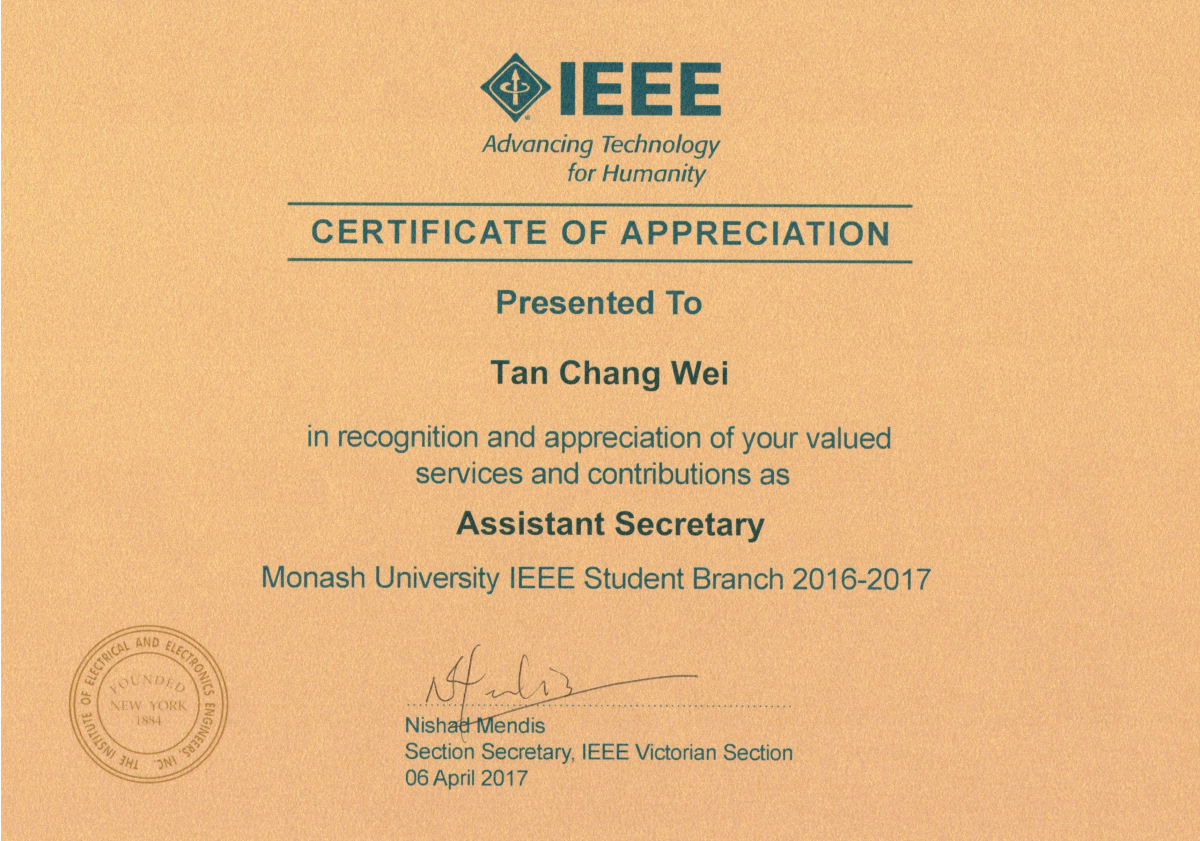 IEEE
Advancing Technology
for Humanity
CERTIFICATE OF APPRECIATION
Presented To
Tan Chang Wei
in recognition and appreciation of your valued
services and contributions as
Assistant Secretary
Monash University IEEE Student Branch 2016-2017
THE INSTITUTE OF ELECTRICAL AND ELECTRONICS ENGINEERS, INC.
FOUNDED
NEW YORK
1884
Nishad Mendis
Section Secretary, IEEE Victorian Section
06 April 2017